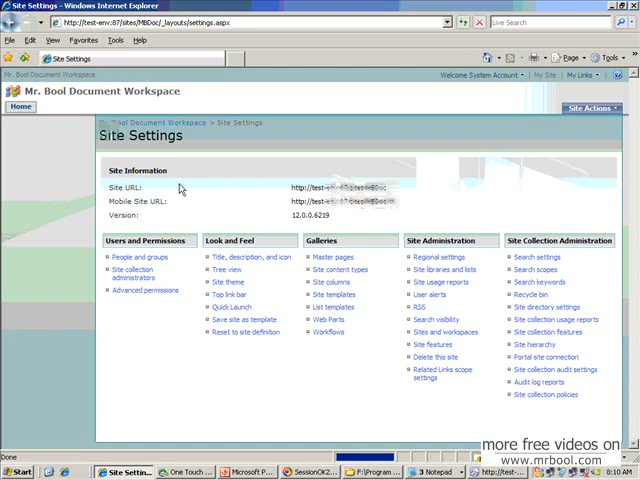 Site Settings - Windows Internet Explorer
http://test-env:87/sites/MBDoc/_layouts/settings.aspx
Live Search
File Edit View Favorites Tools Help
Site Settings
Page Tools
Mr. Bool Document Workspace
Welcome System Account My Site My Links
Mr. Bool Document Workspace
Home
Site Actions
Bool Document Workspace > Site Settings
Site Settings
Site Information
Site URL: http://test-
Mobile Site URL: http://test-
Version: 12.0.0.6219
Users and Permissions
People and groups
Site collection administrators
Advanced permissions
Look and Feel
Title, description, and icon
Tree view
Site theme
Top link bar
Quick Launch
Save site as template
Reset to site definition
Galleries
Master pages
Site content types
Site columns
Site templates
List templates
Web Parts
Workflows
Site Administration
Regional settings
Site libraries and lists
Site usage reports
User alerts
RSS
Search visibility
Sites and workspaces
Site features
Delete this site
Related Links scope settings
Site Collection Administration
Search settings
Search scopes
Search keywords
Recycle bin
Site directory settings
Site collection usage reports
Site collection features
Site hierarchy
Portal site connection
Site collection audit settings
Audit log reports
Site collection policies
Done
more free videos on
www.mrbool.com
Start
Site Settin...
One Touch ...
Microsoft P...
SessionOK2...
F:\Program ...
3 Notepad
http://test-...
8:10 AM